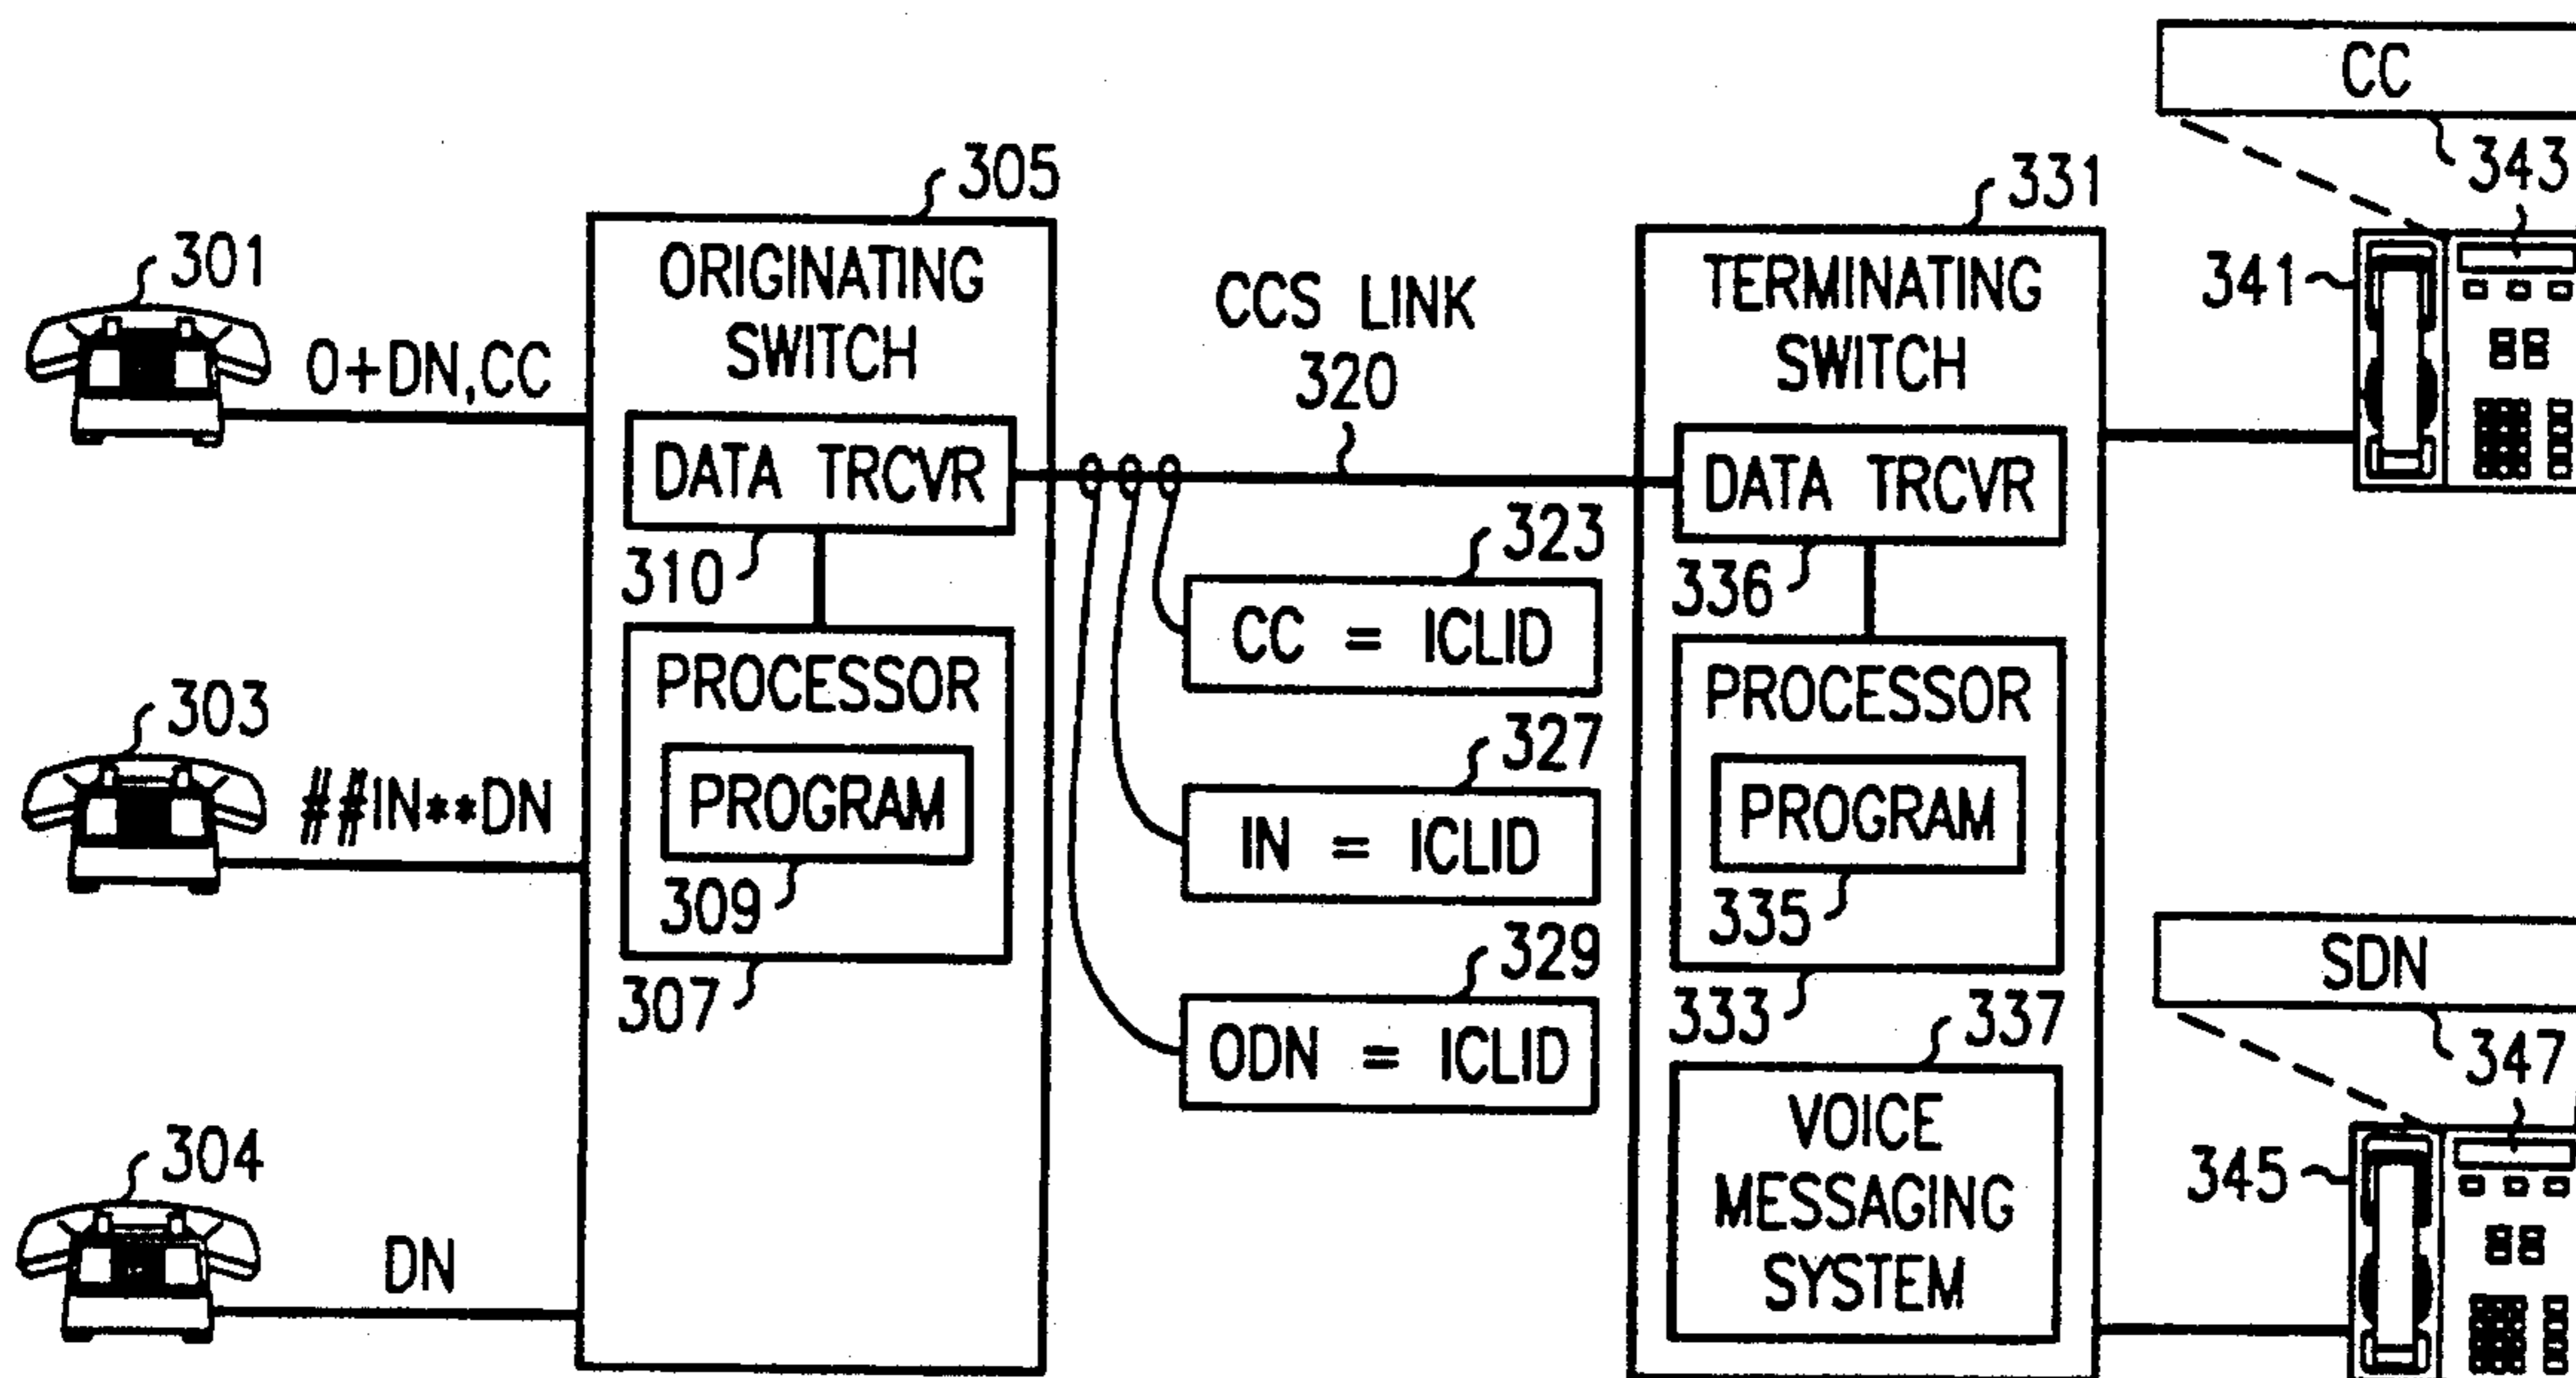 301
0+DN,CC
303
##IN**DN
304
DN
305
ORIGINATING
SWITCH
DATA TRCVR
310
PROCESSOR
PROGRAM
309
307
CCS LINK
320
323
CC = ICLID
327
IN = ICLID
329
ODN = ICLID
331
TERMINATING
SWITCH
DATA TRCVR
336
PROCESSOR
PROGRAM
335
333
337
VOICE
MESSAGING
SYSTEM
CC
343
341
SDN
347
345